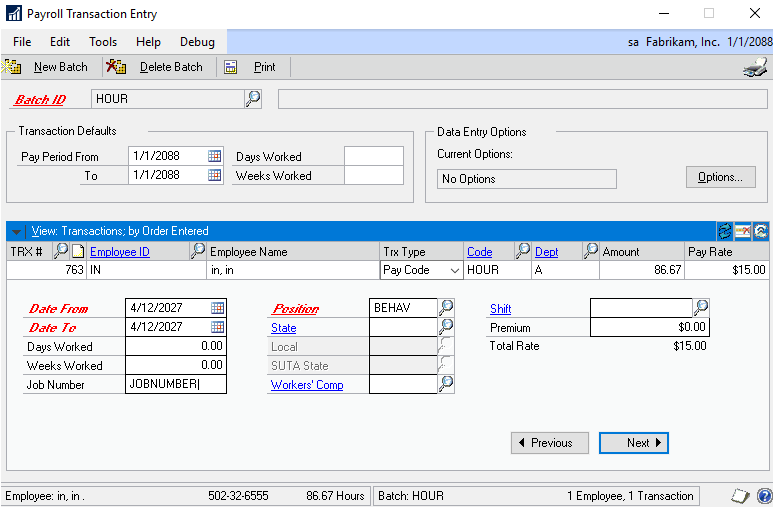 Payroll Transaction Entry
File Edit Tools Help Debug sa Fabrikam, Inc. 1/1/2088
New Batch Delete Batch Print
Batch ID HOUR
Transaction Defaults Data Entry Options
Pay Period From 1/1/2088 Days Worked Current Options:
To 1/1/2088 Weeks Worked No Options Options...
View: Transactions; by Order Entered
TRX # Employee ID Employee Name Trx Type Code Dept Amount Pay Rate
763 IN in, in Pay Code HOUR A 86.67 $15.00
Date From 4/12/2027 Position BEHAV Shift
Date To 4/12/2027 State Premium $0.00
Days Worked 0.00 Local Total Rate $15.00
Weeks Worked 0.00 SUTA State
Job Number JOBNUMBER Workers' Comp
Previous Next
Employee: in, in . 502-32-6555 86.67 Hours Batch: HOUR 1 Employee, 1 Transaction